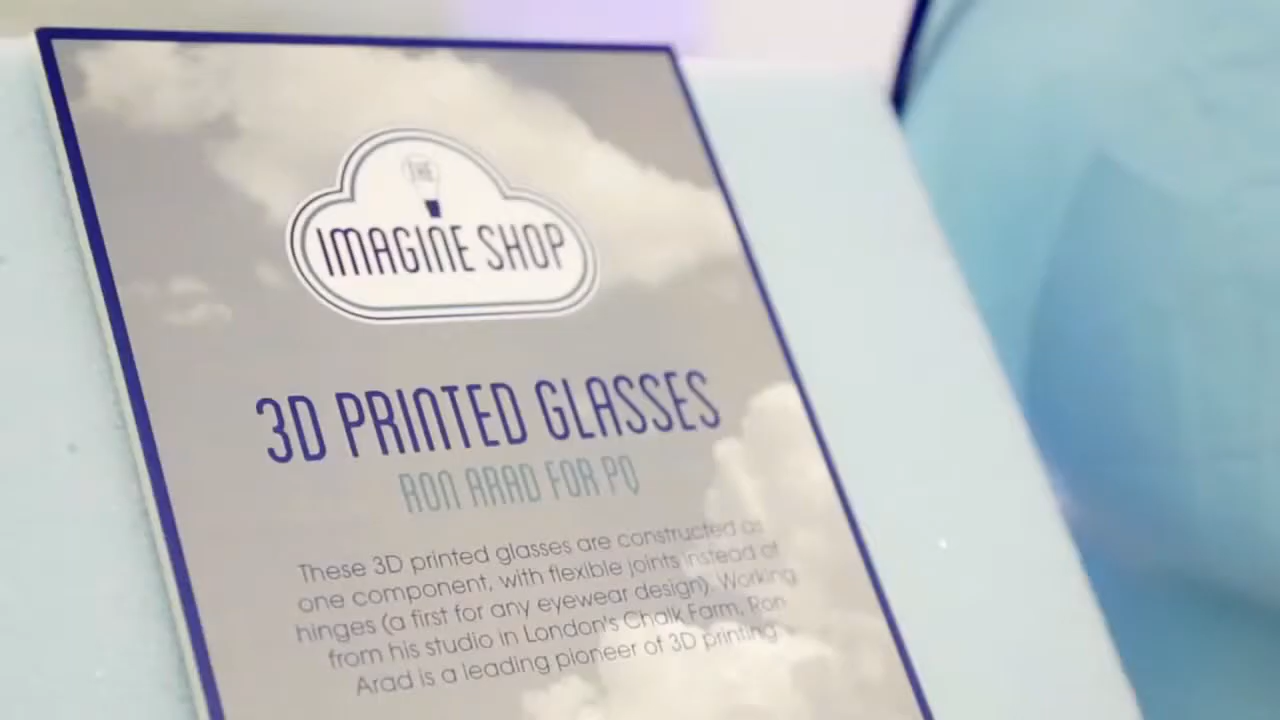 THE
IMAGINE SHOP
3D PRINTED GLASSES
RON ARAD FOR PQ
These 3D printed glasses are constructed as
one component, with flexible joints instead of
hinges (a first for any eyewear design). Working
from his studio in London's Chalk Farm, Ron
Arad is a leading pioneer of 3D printing